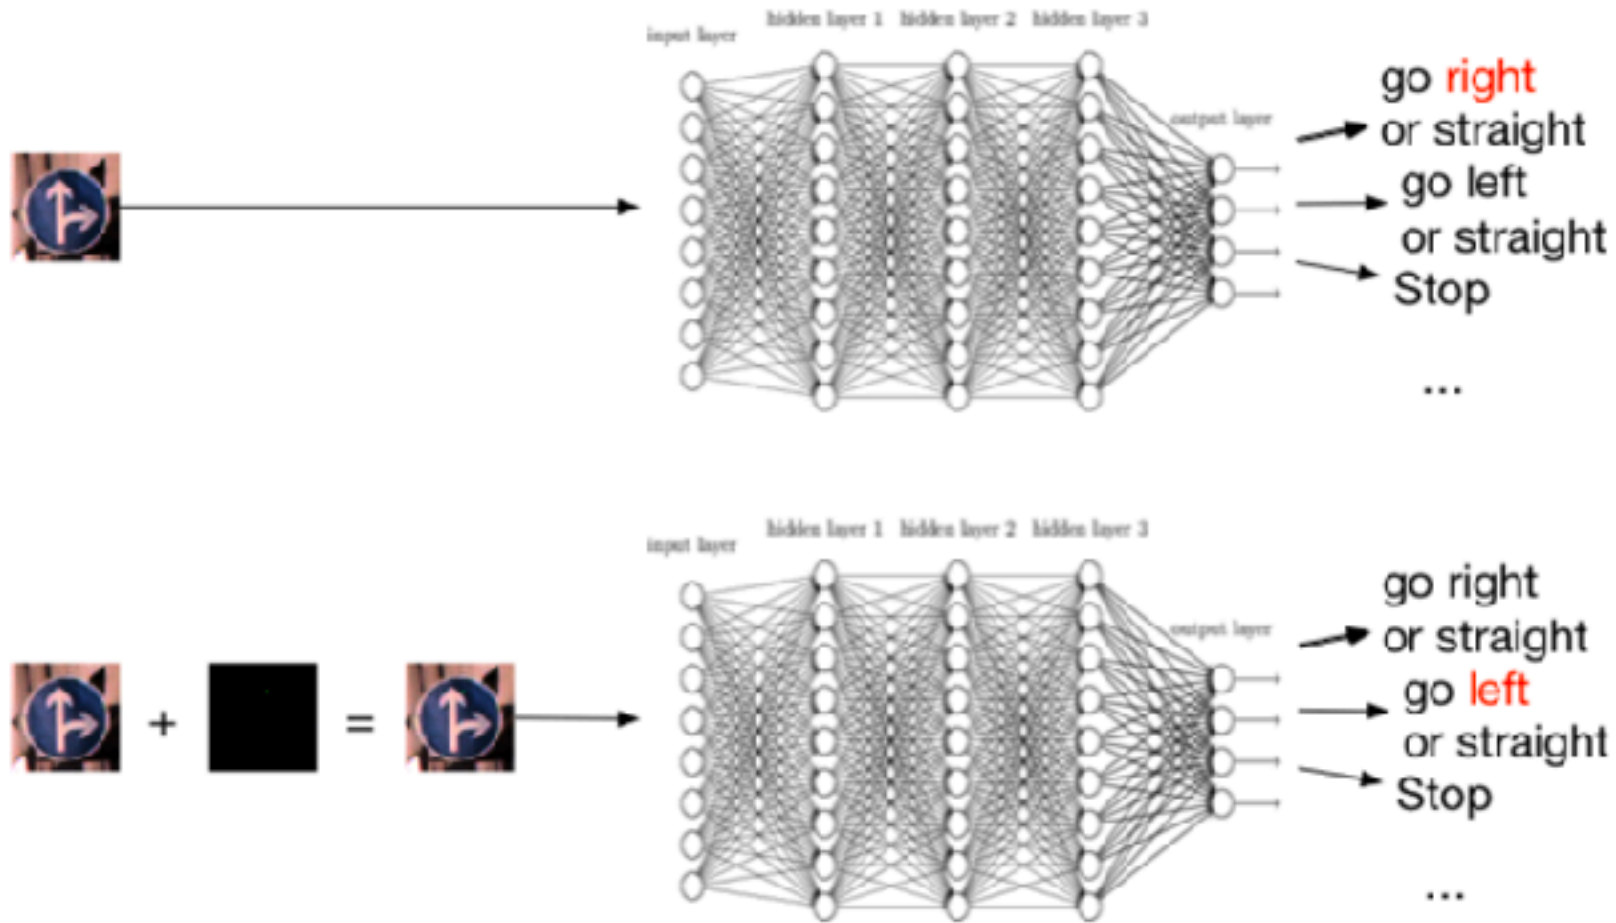 hidden layer 1 hidden layer 2 hidden layer 3
input layer
output layer
go right
or straight
go left
or straight
Stop
...
hidden layer 1 hidden layer 2 hidden layer 3
input layer
output layer
go right
or straight
go left
or straight
Stop
...
+ =